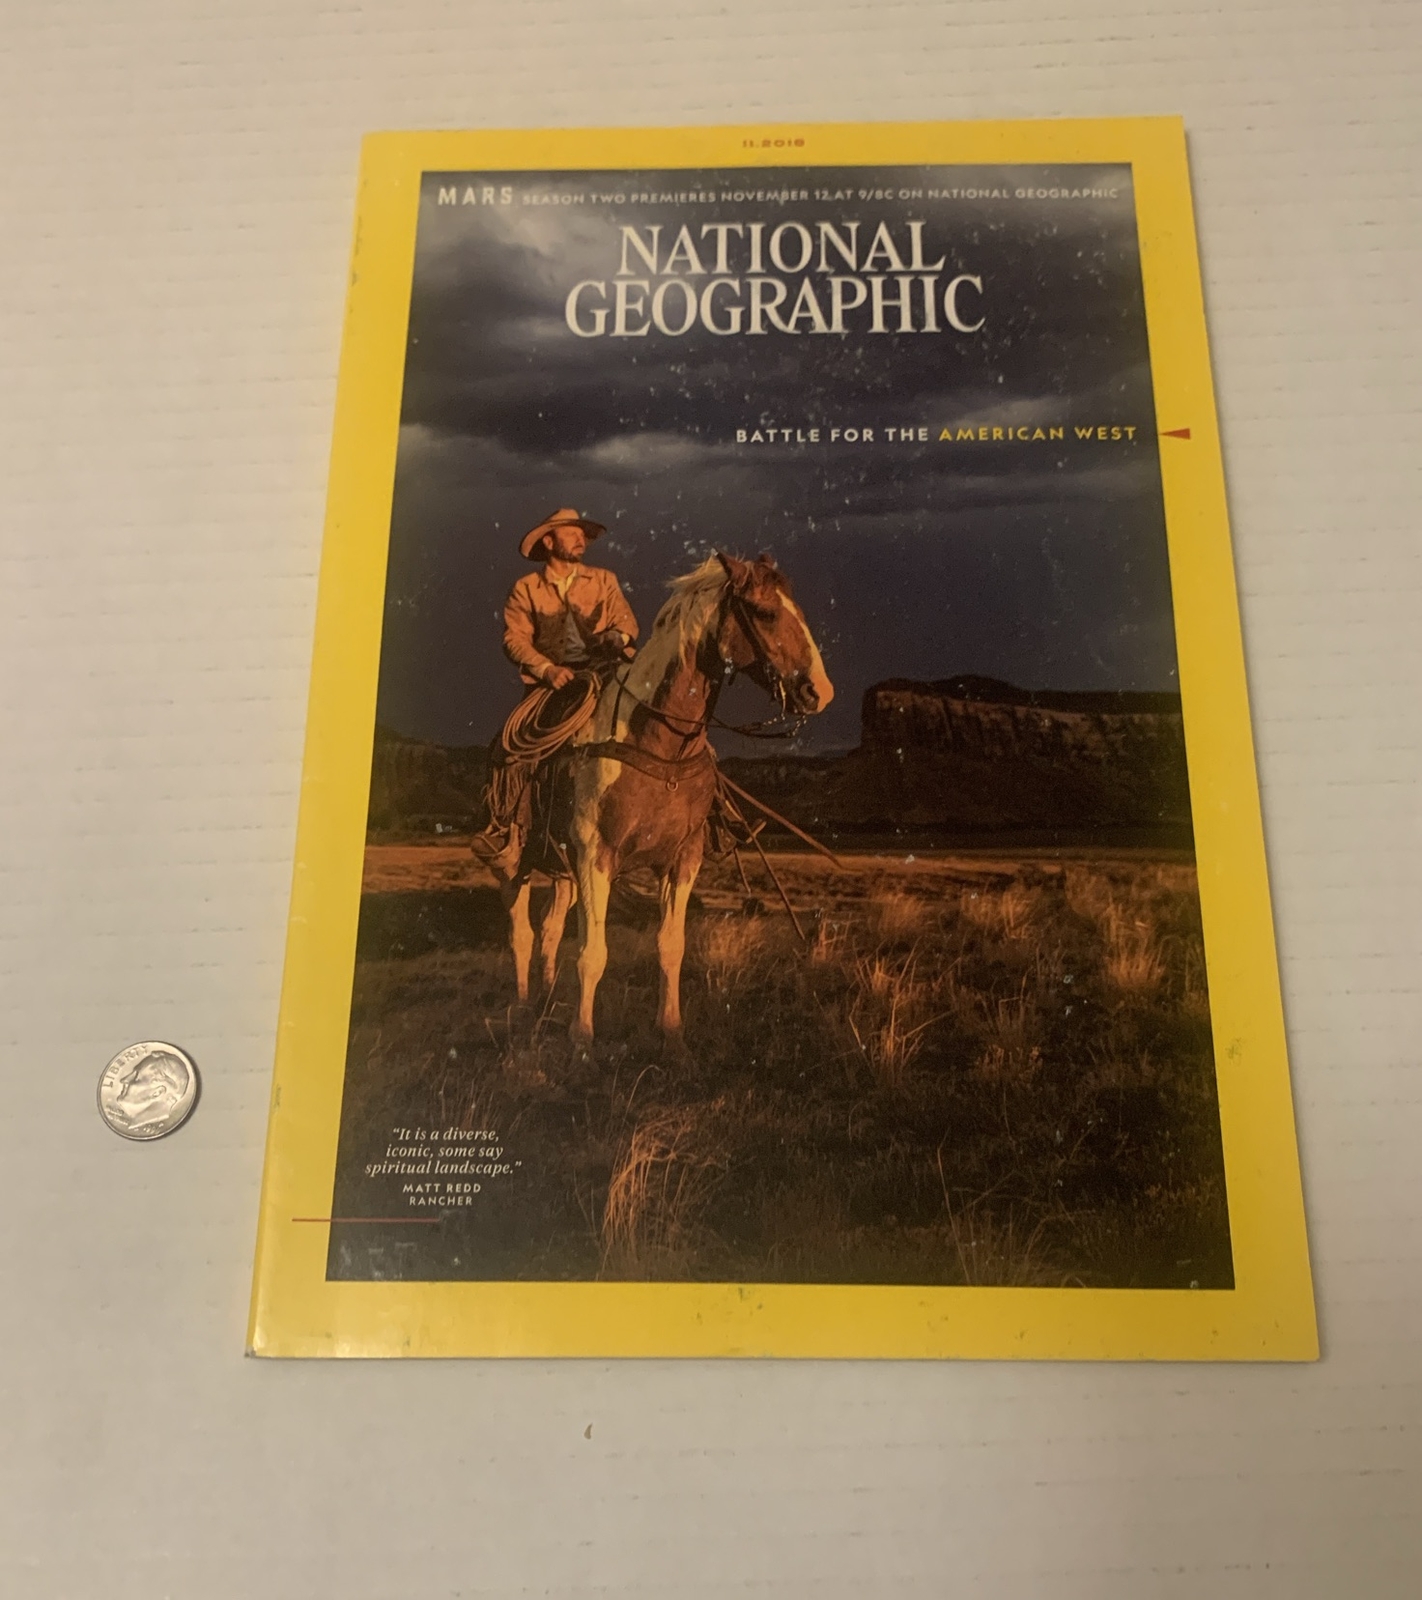 11.2018
MARS SEASON TWO PREMIERES NOVEMBER 12 AT 9/8C ON NATIONAL GEOGRAPHIC
NATIONAL
GEOGRAPHIC
BATTLE FOR THE AMERICAN WEST
LIBERTY
“It is a diverse,
iconic, some say
spiritual landscape.”
MATT REDD
RANCHER